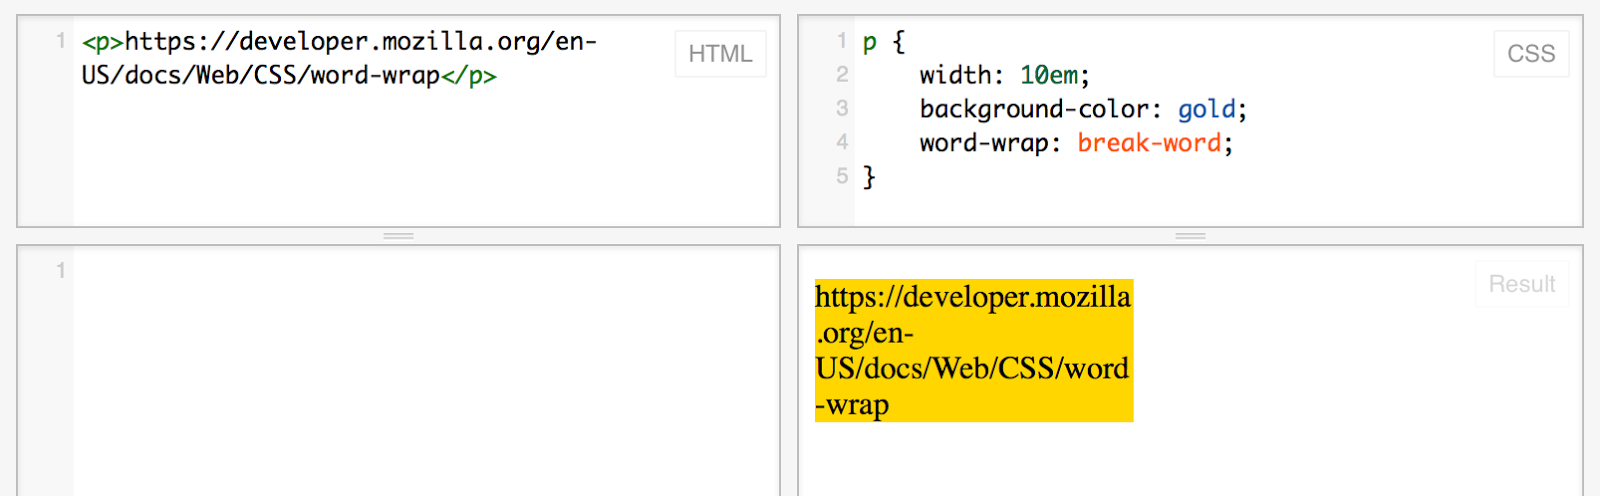 1 <p>https://developer.mozilla.org/en-
US/docs/Web/CSS/word-wrap</p>
HTML
1 p {
2 width: 10em;
3 background-color: gold;
4 word-wrap: break-word;
5 }
CSS
1
https://developer.mozilla
.org/en-
US/docs/Web/CSS/word
-wrap
Result